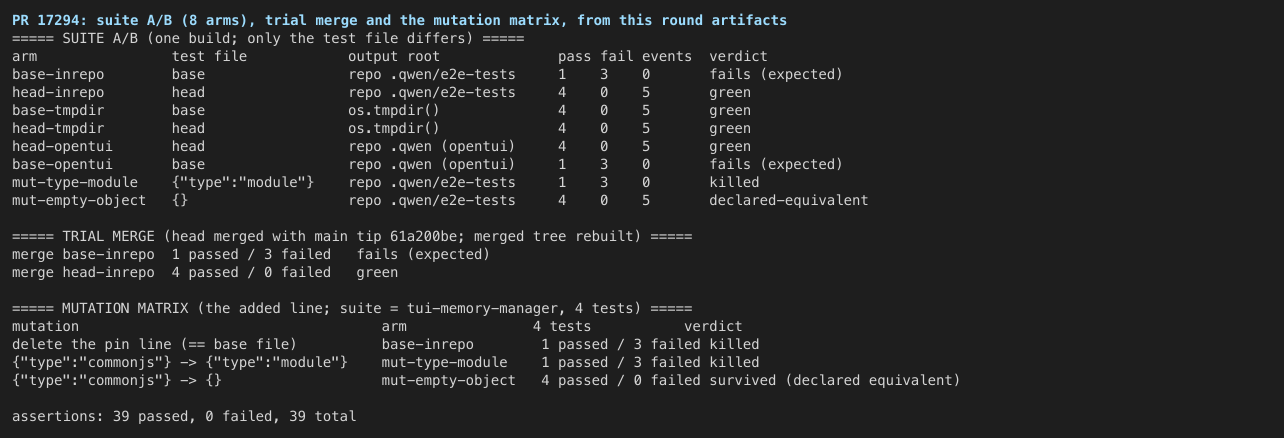 PR 17294: suite A/B (8 arms), trial merge and the mutation matrix, from this round artifacts
===== SUITE A/B (one build; only the test file differs) =====
arm test file output root pass fail events verdict
base-inrepo base repo .qwen/e2e-tests 1 3 0 fails (expected)
head-inrepo head repo .qwen/e2e-tests 4 0 5 green
base-tmpdir base os.tmpdir() 4 0 5 green
head-tmpdir head os.tmpdir() 4 0 5 green
head-opentui head repo .qwen (opentui) 4 0 5 green
base-opentui base repo .qwen (opentui) 1 3 0 fails (expected)
mut-type-module {"type":"module"} repo .qwen/e2e-tests 1 3 0 killed
mut-empty-object {} repo .qwen/e2e-tests 4 0 5 declared-equivalent
===== TRIAL MERGE (head merged with main tip 61a200be; merged tree rebuilt) =====
merge base-inrepo 1 passed / 3 failed fails (expected)
merge head-inrepo 4 passed / 0 failed green
===== MUTATION MATRIX (the added line; suite = tui-memory-manager, 4 tests) =====
mutation arm 4 tests verdict
delete the pin line (== base file) base-inrepo 1 passed / 3 failed killed
{"type":"commonjs"} -> {"type":"module"} mut-type-module 1 passed / 3 failed killed
{"type":"commonjs"} -> {} mut-empty-object 4 passed / 0 failed survived (declared equivalent)
assertions: 39 passed, 0 failed, 39 total